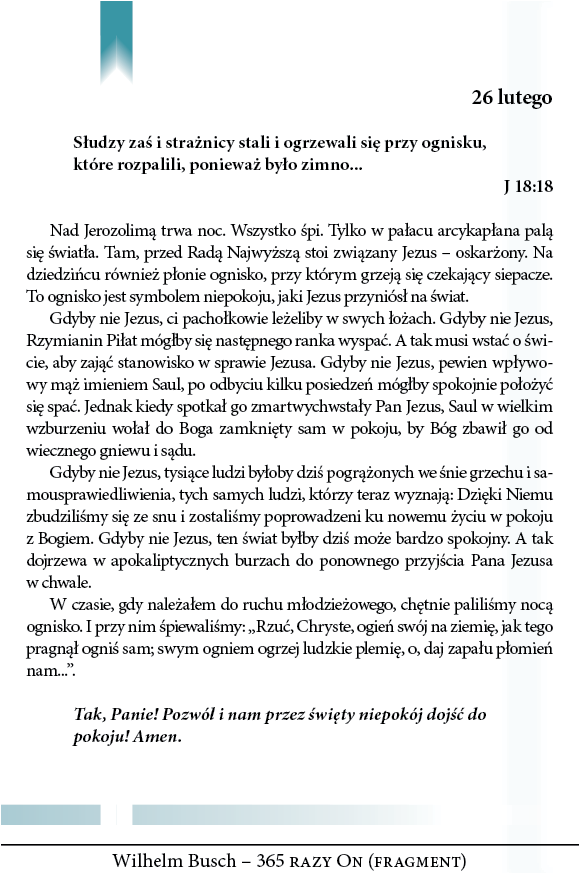 26 lutego
Słudzy zaś i strażnicy stali i ogrzewali się przy ognisku,
które rozpalili, ponieważ było zimno...
J 18:18
Nad Jerozolimą trwa noc. Wszystko śpi. Tylko w pałacu arcykapłana palą
się światła. Tam, przed Radą Najwyższą stoi związany Jezus – oskarżony. Na
dziedzińcu również płonie ognisko, przy którym grzeją się czekający siepacze.
To ognisko jest symbolem niepokoju, jaki Jezus przyniósł na świat.
Gdyby nie Jezus, ci pachołkowie leżeliby w swych łożach. Gdyby nie Jezus,
Rzymianin Piłat mógłby się następnego ranka wyspać. A tak musi wstać o świ-
cie, aby zająć stanowisko w sprawie Jezusa. Gdyby nie Jezus, pewien wpływo-
wy mąż imieniem Saul, po odbyciu kilku posiedzeń mógłby spokojnie położyć
się spać. Jednak kiedy spotkał go zmartwychwstały Pan Jezus, Saul w wielkim
wzburzeniu wołał do Boga zamknięty sam w pokoju, by Bóg zbawił go od
wiecznego gniewu i sądu.
Gdyby nie Jezus, tysiące ludzi byłoby dziś pogrążonych we śnie grzechu i sa-
mousprawiedliwienia, tych samych ludzi, którzy teraz wyznają: Dzięki Niemu
zbudziliśmy się ze snu i zostaliśmy poprowadzeni ku nowemu życiu w pokoju
z Bogiem. Gdyby nie Jezus, ten świat byłby dziś może bardzo spokojny. A tak
dojrzewa w apokaliptycznych burzach do ponownego przyjścia Pana Jezusa
w chwale.
W czasie, gdy należałem do ruchu młodzieżowego, chętnie paliliśmy nocą
ognisko. I przy nim śpiewaliśmy: „Rzuć, Chryste, ogień swój na ziemię, jak tego
pragnął ogniś sam; swym ogniem ogrzej ludzkie plemię, o, daj zapału płomień
nam...”.
Tak, Panie! Pozwól i nam przez święty niepokój dojść do
pokoju! Amen.
Wilhelm Busch – 365 razy On (fragment)